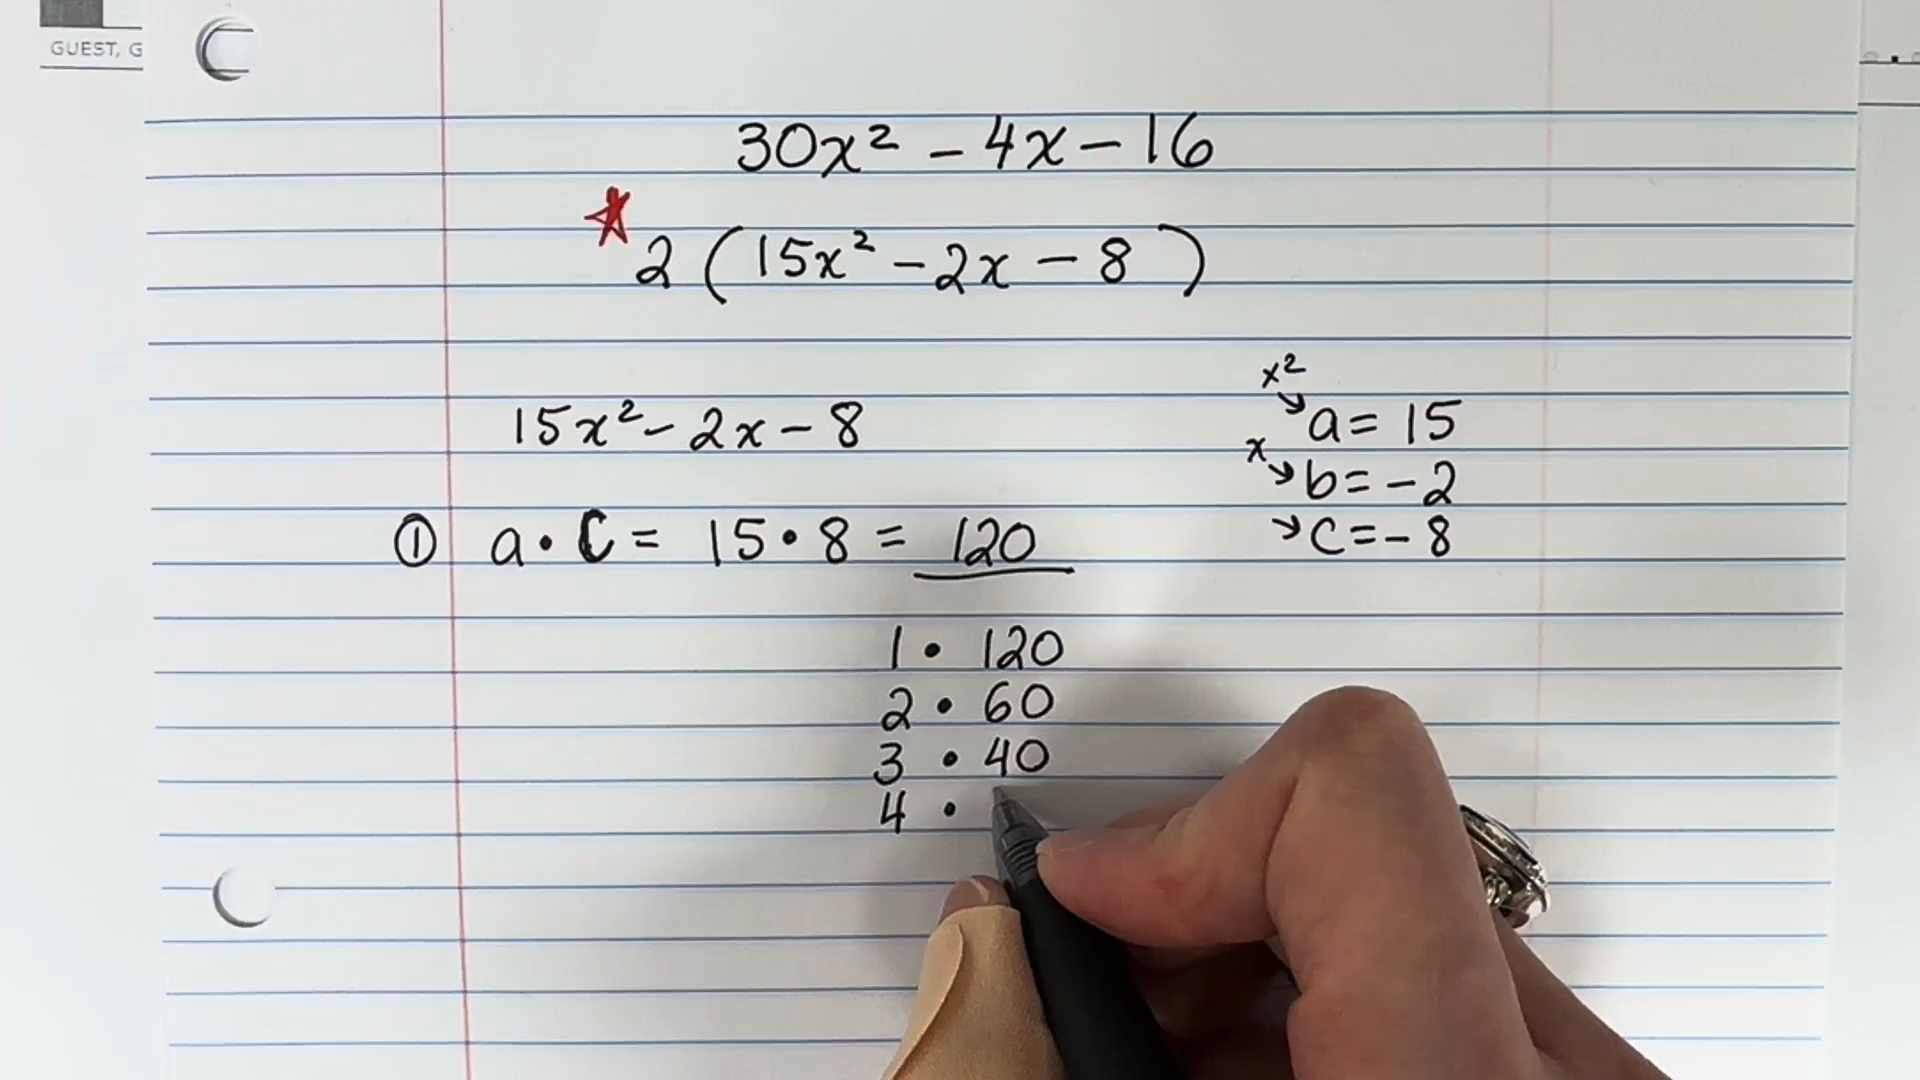 GUEST, G
30x² - 4x - 16
2 ( 15x² - 2x - 8 )
x²
15x² - 2x - 8
→ a = 15
x → b = -2
① a • C = 15 • 8 = 120
→ c = -8
1 • 120
2 • 60
3 • 40
4 •